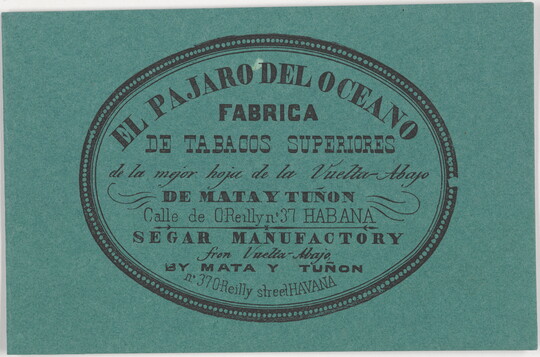 EL PAJARO DEL OCEANO
FABRICA
DE TABACOS SUPERIORES
de la mejor hoja de la Vuelta-Abajo
DE MATA Y TUÑON
Calle de O'Reilly nº 37 HABANA
SEGAR MANUFACTORY
fron Vuelta-Abajo
BY MATA Y TUÑON
nº 37 O'Reilly street HAVANA